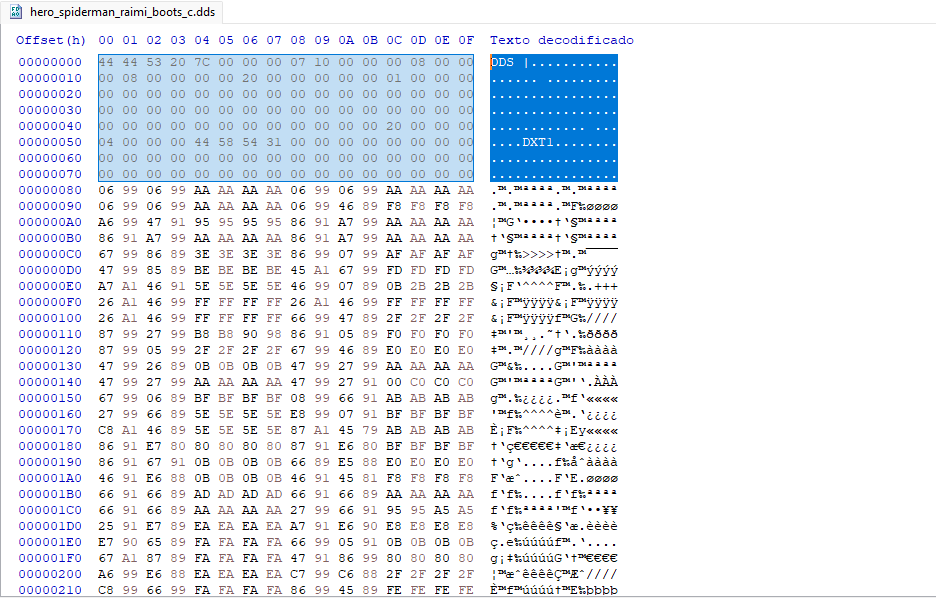 hero_spiderman_raimi_boots_c.dds
Offset(h) 00 01 02 03 04 05 06 07 08 09 0A 0B 0C 0D 0E 0F Texto decodificado
00000000 44 44 53 20 7C 00 00 00 07 10 00 00 00 08 00 00 DDS |...........
00000010 00 08 00 00 00 00 20 00 00 00 00 00 01 00 00 00 ...... .........
00000020 00 00 00 00 00 00 00 00 00 00 00 00 00 00 00 00 ................
00000030 00 00 00 00 00 00 00 00 00 00 00 00 00 00 00 00 ................
00000040 00 00 00 00 00 00 00 00 00 00 00 00 20 00 00 00 ............ ...
00000050 04 00 00 00 44 58 54 31 00 00 00 00 00 00 00 00 ....DXT1........
00000060 00 00 00 00 00 00 00 00 00 00 00 00 00 00 00 00 ................
00000070 00 00 00 00 00 00 00 00 00 00 00 00 00 00 00 00 ................
00000080 06 99 06 99 AA AA AA AA 06 99 06 99 AA AA AA AA .™.™ªªªª.™.™ªªªª
00000090 06 99 06 99 AA AA AA AA 06 99 46 89 F8 F8 F8 F8 .™.™ªªªª.™F‰øøøø
000000A0 A6 99 47 91 95 95 95 95 86 91 A7 99 AA AA AA AA ¦™G‘••••†‘§™ªªªª
000000B0 86 91 A7 99 AA AA AA AA 86 91 A7 99 AA AA AA AA †‘§™ªªªª†‘§™ªªªª
000000C0 67 99 86 89 3E 3E 3E 3E 86 99 07 99 AF AF AF AF g™†‰>>>>†™.™¯¯¯¯
000000D0 47 99 85 89 BE BE BE BE 45 A1 67 99 FD FD FD FD G™…‰¾¾¾¾E¡g™ýýýý
000000E0 A7 A1 46 91 5E 5E 5E 5E 46 99 07 89 0B 2B 2B 2B §¡F‘^^^^F™.‰.+++
000000F0 26 A1 46 99 FF FF FF FF 26 A1 46 99 FF FF FF FF &¡F™ÿÿÿÿ&¡F™ÿÿÿÿ
00000100 26 A1 46 99 FF FF FF FF 66 99 47 89 2F 2F 2F 2F &¡F™ÿÿÿÿf™G‰////
00000110 87 99 27 99 B8 B8 90 98 86 91 05 89 F0 F0 F0 F0 ‡™'™¸¸.˜†‘.‰ðððð
00000120 87 99 05 99 2F 2F 2F 2F 67 99 46 89 E0 E0 E0 E0 ‡™.™////g™F‰àààà
00000130 47 99 26 89 0B 0B 0B 0B 47 99 27 99 AA AA AA AA G™&‰....G™'™ªªªª
00000140 47 99 27 99 AA AA AA AA 47 99 27 91 00 C0 C0 C0 G™'™ªªªªG™'‘.ÀÀÀ
00000150 67 99 06 89 BF BF BF BF 08 99 66 91 AB AB AB AB g™.‰¿¿¿¿.™f‘««««
00000160 27 99 66 89 5E 5E 5E 5E E8 99 07 91 BF BF BF BF '™f‰^^^^è™.‘¿¿¿¿
00000170 C8 A1 46 89 5E 5E 5E 5E 87 A1 45 79 AB AB AB AB È¡F‰^^^^‡¡Ey««««
00000180 86 91 E7 80 80 80 80 80 87 91 E6 80 BF BF BF BF †‘ç€€€€€‡‘æ€¿¿¿¿
00000190 86 91 67 91 0B 0B 0B 0B 66 89 E5 88 E0 E0 E0 E0 †‘g‘....f‰åˆàààà
000001A0 46 91 E6 88 0B 0B 0B 0B 46 91 45 81 F8 F8 F8 F8 F‘æˆ....F‘E.øøøø
000001B0 66 91 66 89 AD AD AD AD 66 91 66 89 AA AA AA AA f‘f‰....f‘f‰ªªªª
000001C0 66 91 66 89 AA AA AA AA 27 99 66 91 95 95 A5 A5 f‘f‰ªªªª'™f‘••¥¥
000001D0 25 91 E7 89 EA EA EA EA A7 91 E6 90 E8 E8 E8 E8 %‘ç‰êêêê§‘æ.èèèè
000001E0 E7 90 65 89 FA FA FA FA 66 99 05 91 0B 0B 0B 0B ç.e‰úúúúf™.‘....
000001F0 67 A1 87 89 FA FA FA FA 47 91 86 99 80 80 80 80 g¡‡‰úúúúG‘†™€€€€
00000200 A6 99 E6 88 EA EA EA EA C7 99 C6 88 2F 2F 2F 2F ¦™æˆêêêêÇ™Æˆ////
00000210 C8 99 66 99 FA FA FA FA 86 99 45 89 FE FE FE FE È™f™úúúú†™E‰þþþþ